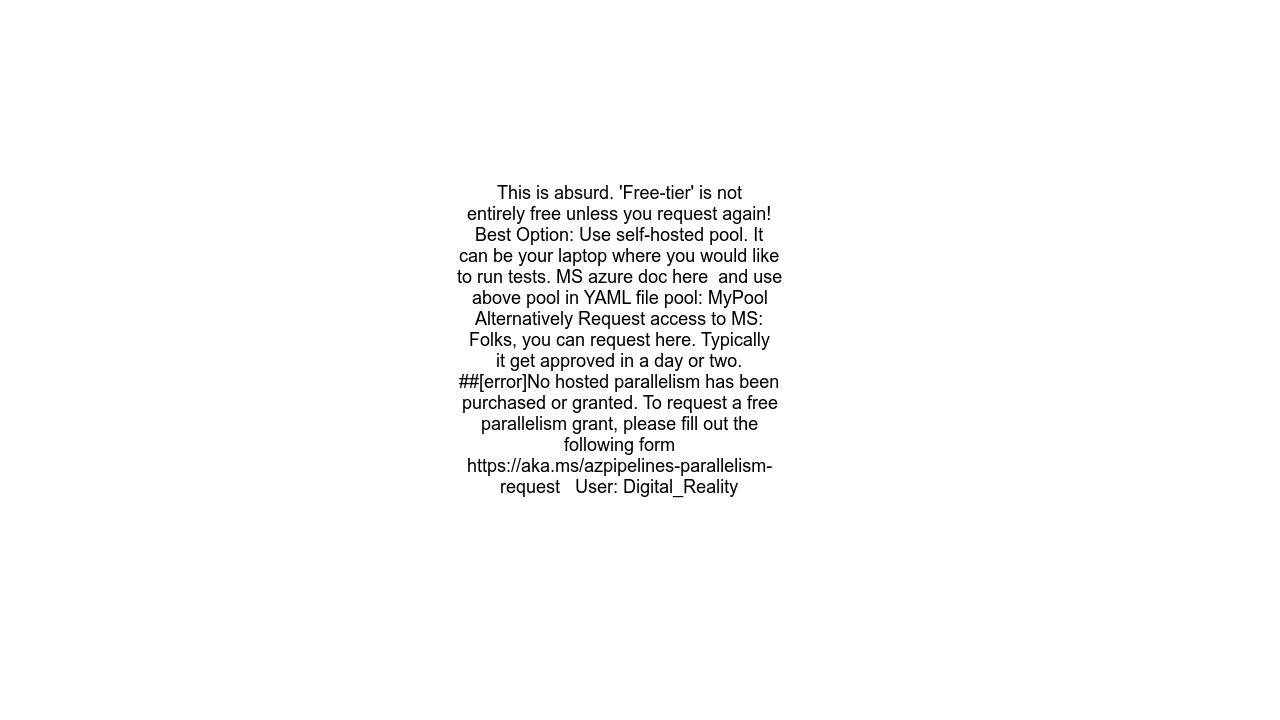 This is absurd. 'Free-tier' is not
entirely free unless you request again!
Best Option: Use self-hosted pool. It
can be your laptop where you would like
to run tests. MS azure doc here  and use
above pool in YAML file pool: MyPool
Alternatively Request access to MS:
Folks, you can request here. Typically
it get approved in a day or two.
##[error]No hosted parallelism has been
purchased or granted. To request a free
parallelism grant, please fill out the
following form
https://aka.ms/azpipelines-parallelism-
request   User: Digital_Reality